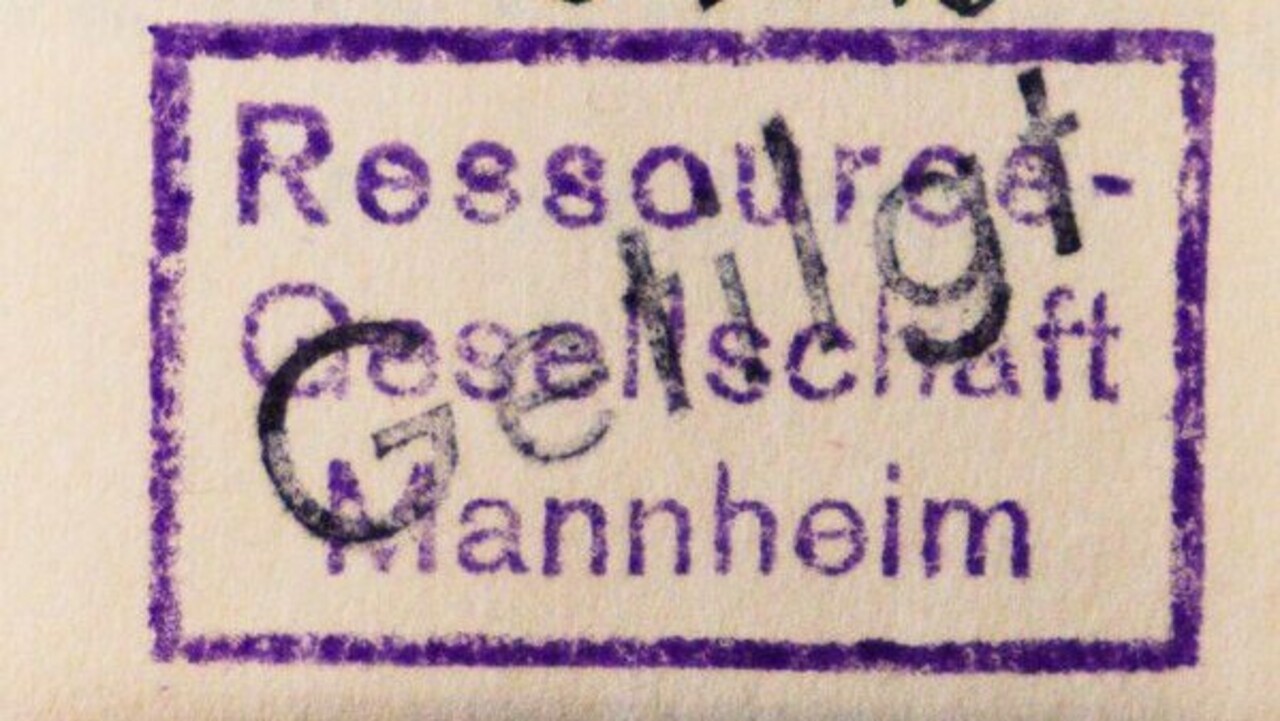 Ressource-
Gesellschaft
Mannheim
Getilgt